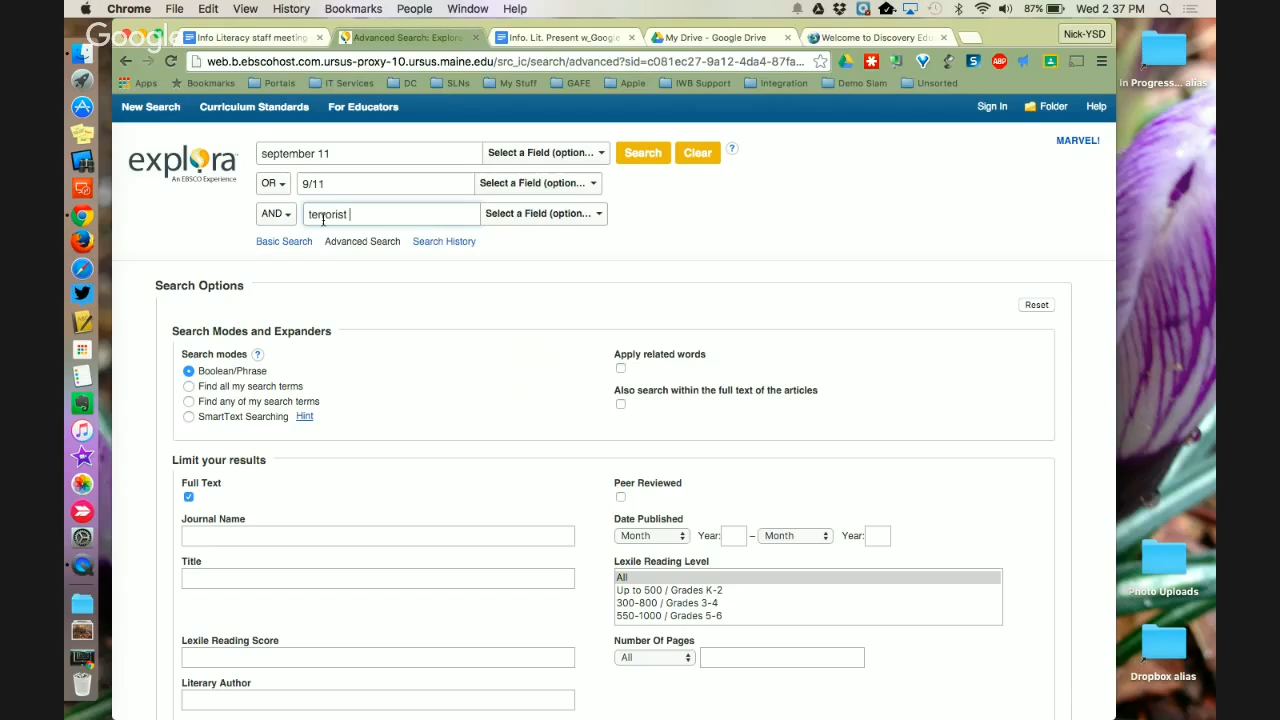 Chrome File Edit View History Bookmarks People Window Help 87% Wed 2:37 PM
Google
Info Literacy staff meeting Advanced Search: Explora Info. Lit. Present w_Google My Drive - Google Drive Welcome to Discovery Edu Nick-YSD
web.b.ebscohost.com.ursus-proxy-10.ursus.maine.edu/src_ic/search/advanced?sid=c081ec27-9a12-4da4-87fa...
Apps Bookmarks Portals IT Services DC SLNs My Stuff GAFE Apple IWB Support Integration Demo Slam Unsorted
in Progress... alias
New Search Curriculum Standards For Educators Sign In Folder Help
MARVEL!
explora
An EBSCO Experience
september 11 Select a Field (option... Search Clear ?
OR 9/11 Select a Field (option...
AND terrorist Select a Field (option...
Basic Search Advanced Search Search History
Search Options
Reset
Search Modes and Expanders
Search modes ?
Boolean/Phrase
Find all my search terms
Find any of my search terms
SmartText Searching Hint
Apply related words
Also search within the full text of the articles
Limit your results
Full Text
Peer Reviewed
Journal Name
Date Published
Month Year: – Month Year:
Title
Lexile Reading Level
All
Up to 500 / Grades K-2
300-800 / Grades 3-4
550-1000 / Grades 5-6
Lexile Reading Score
Number Of Pages
All
Literary Author
Photo Uploads
Dropbox alias